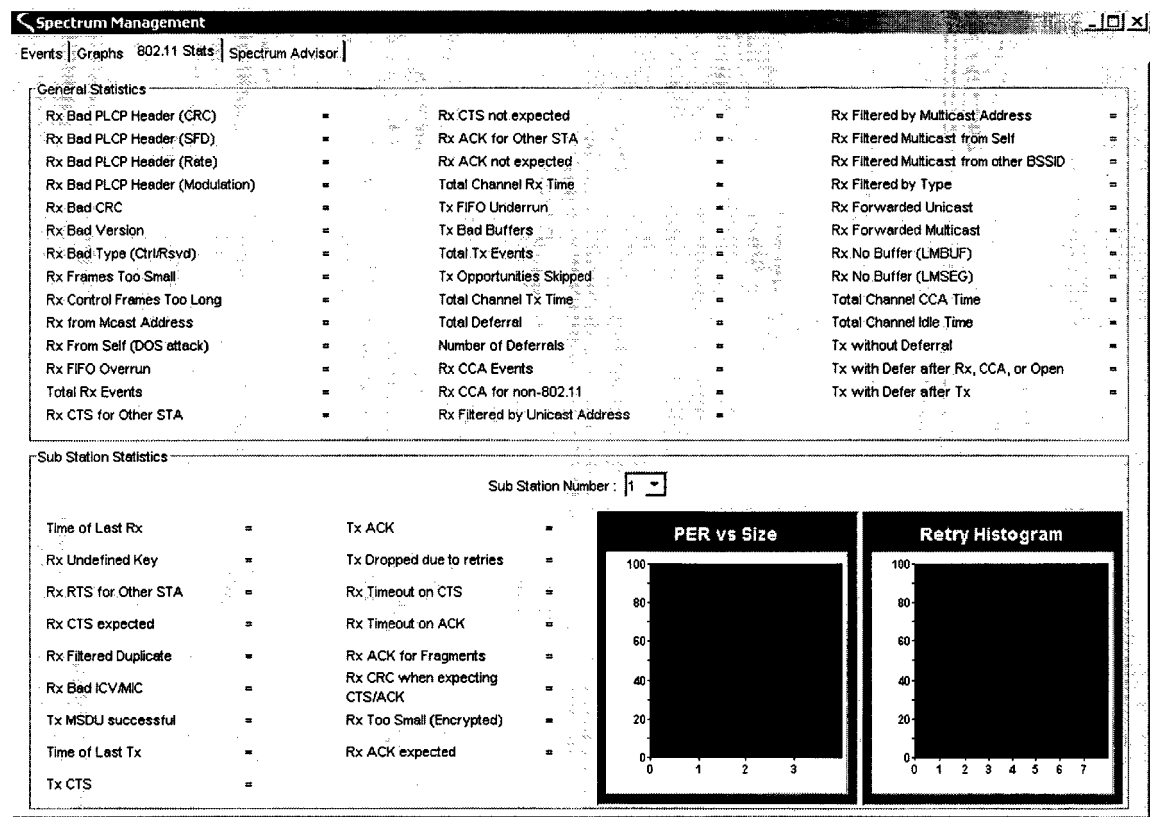 Spectrum Management
Events Graphs 802.11 Stats Spectrum Advisor
General Statistics
Rx Bad PLCP Header (CRC) = Rx CTS not expected = Rx Filtered by Multicast Address =
Rx Bad PLCP Header (SFD) = Rx ACK for Other STA = Rx Filtered Multicast from Self =
Rx Bad PLCP Header (Rate) = Rx ACK not expected = Rx Filtered Multicast from other BSSID =
Rx Bad PLCP Header (Modulation) = Total Channel Rx Time = Rx Filtered by Type =
Rx Bad CRC = Tx FIFO Underrun = Rx Forwarded Unicast =
Rx Bad Version = Tx Bad Buffers = Rx Forwarded Multicast =
Rx Bad Type (Ctrl/Rsvd) = Total Tx Events = Rx No Buffer (LMBUF) =
Rx Frames Too Small = Tx Opportunities Skipped = Rx No Buffer (LMSEG) =
Rx Control Frames Too Long = Total Channel Tx Time = Total Channel CCA Time =
Rx from Mcast Address = Total Deferral = Total Channel Idle Time =
Rx From Self (DOS attack) = Number of Deferrals = Tx without Deferral =
Rx FIFO Overrun = Rx CCA Events = Tx with Defer after Rx, CCA, or Open =
Total Rx Events = Rx CCA for non-802.11 = Tx with Defer after Tx =
Rx CTS for Other STA = Rx Filtered by Unicast Address =
Sub Station Statistics
Sub Station Number : 1
Time of Last Rx = Tx ACK =
Rx Undefined Key = Tx Dropped due to retries =
Rx RTS for Other STA = Rx Timeout on CTS =
Rx CTS expected = Rx Timeout on ACK =
Rx Filtered Duplicate = Rx ACK for Fragments =
Rx Bad ICV/MIC = Rx CRC when expecting CTS/ACK =
Tx MSDU successful = Rx Too Small (Encrypted) =
Time of Last Tx = Rx ACK expected =
Tx CTS =
PER vs Size
100
80
60
40
20
0
0 1 2 3
Retry Histogram
100
80
60
40
20
0
0 1 2 3 4 5 6 7